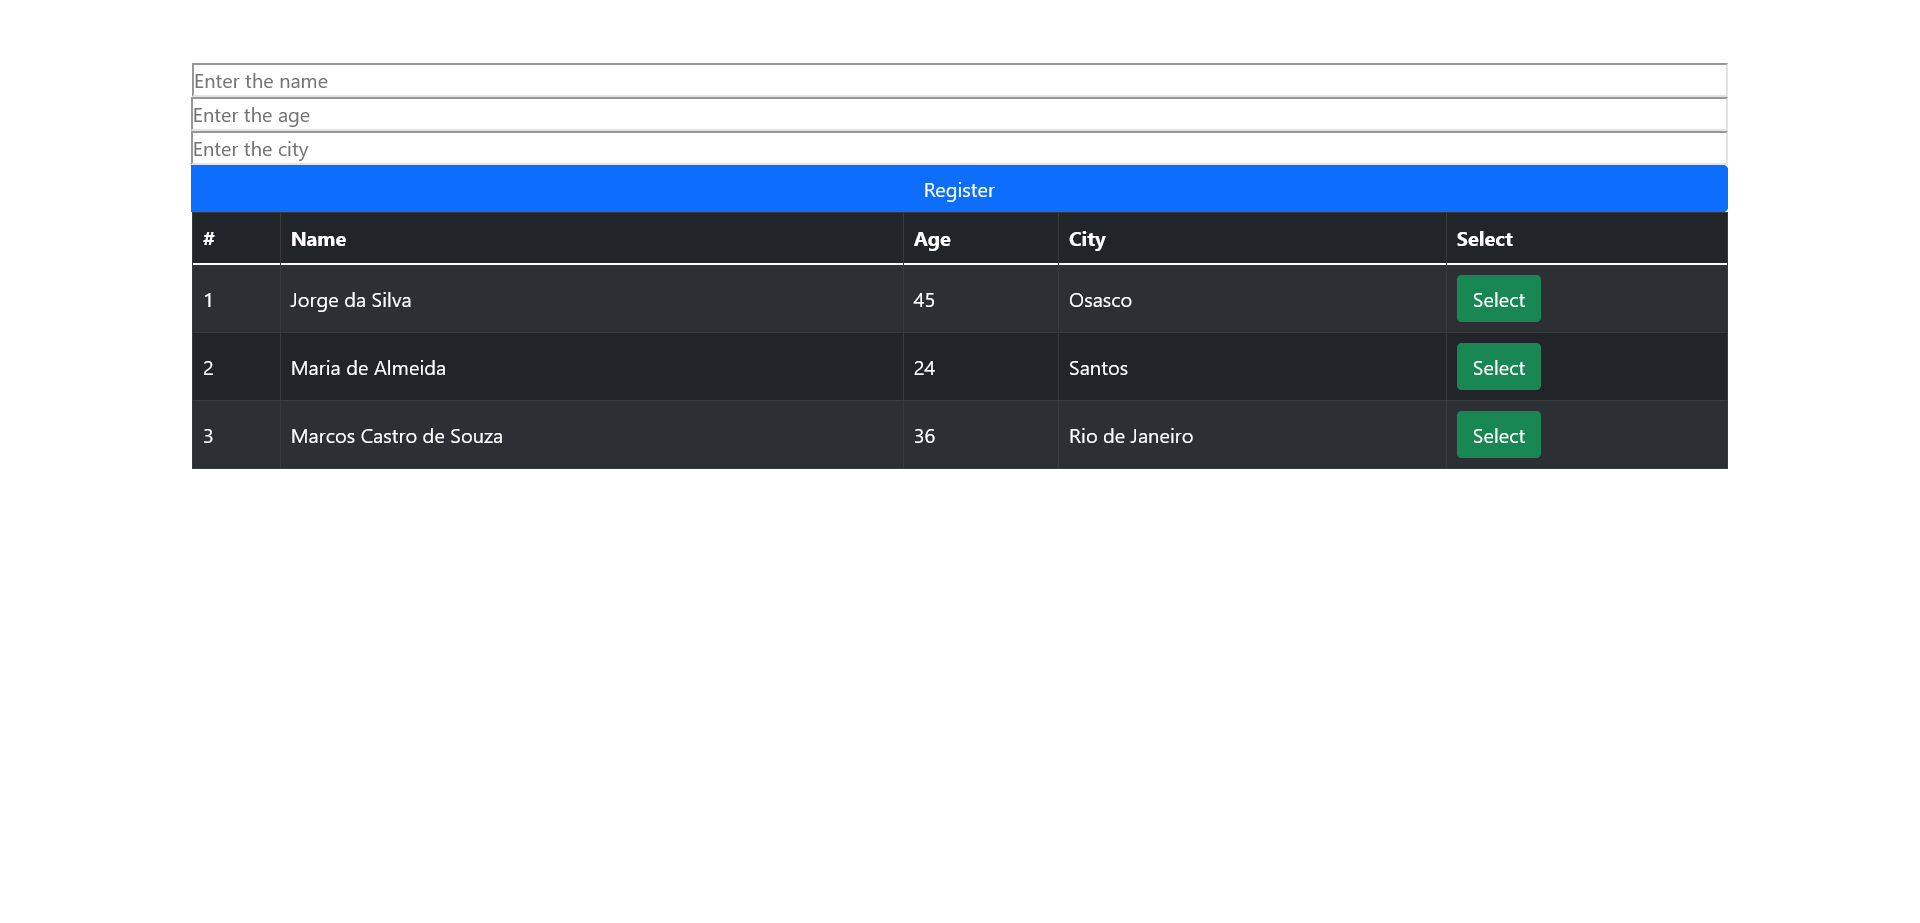 Enter the name
Enter the age
Enter the city
Register
# Name Age City Select
1 Jorge da Silva 45 Osasco Select
2 Maria de Almeida 24 Santos Select
3 Marcos Castro de Souza 36 Rio de Janeiro Select